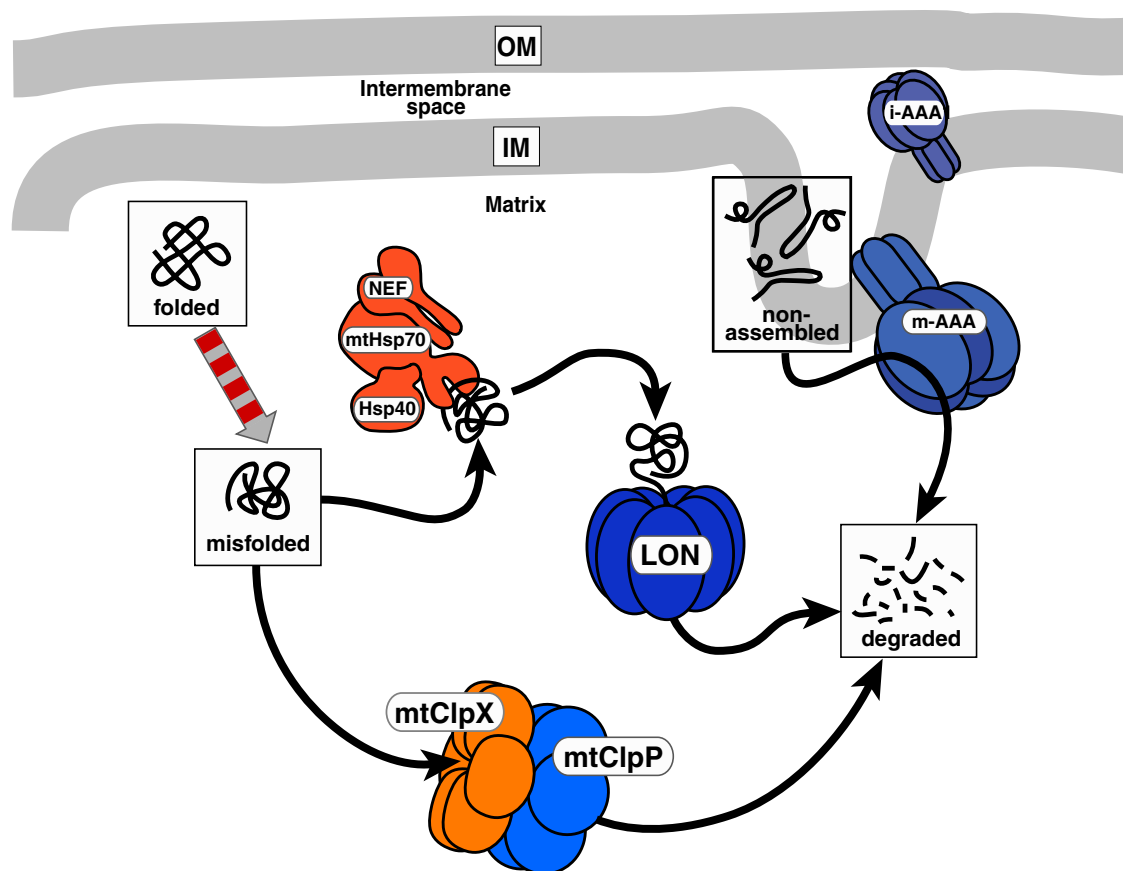 OM
Intermembrane
space
i-AAA
IM
Matrix
folded
NEF
mtHsp70
Hsp40
non-
assembled
m-AAA
misfolded
LON
degraded
mtClpX
mtClpP